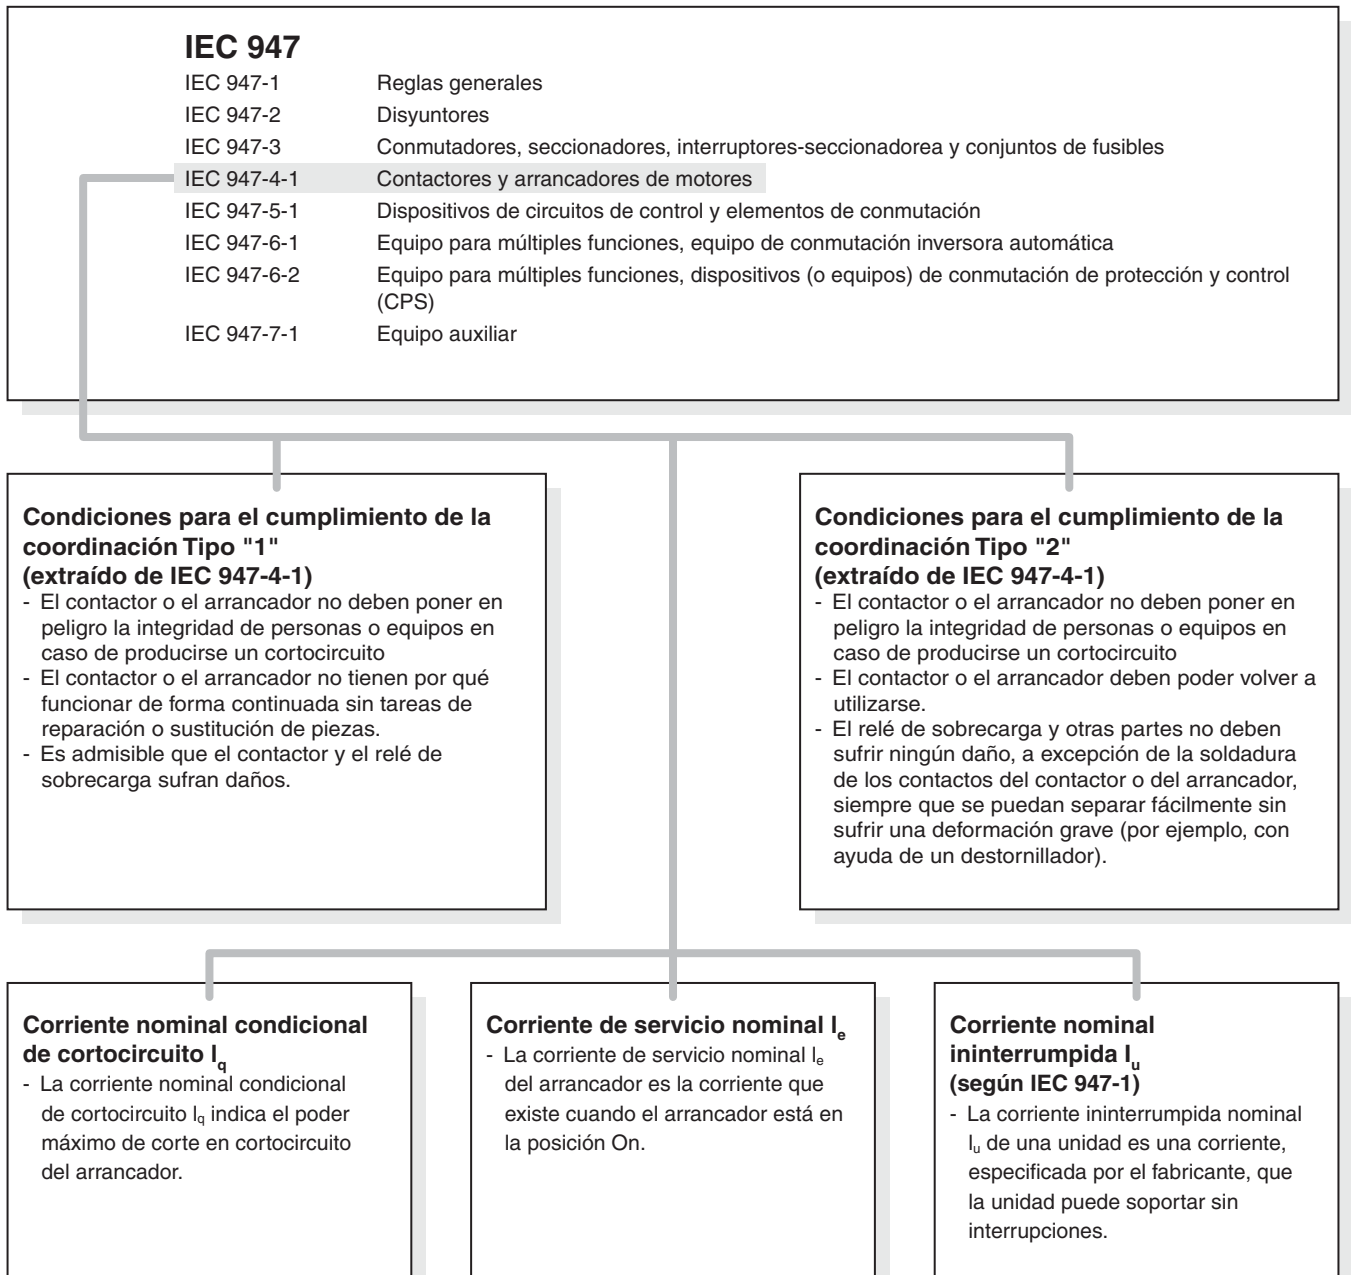 IEC 947
IEC 947-1 Reglas generales
IEC 947-2 Disyuntores
IEC 947-3 Conmutadores, seccionadores, interruptores-seccionadorea y conjuntos de fusibles
IEC 947-4-1 Contactores y arrancadores de motores
IEC 947-5-1 Dispositivos de circuitos de control y elementos de conmutación
IEC 947-6-1 Equipo para múltiples funciones, equipo de conmutación inversora automática
IEC 947-6-2 Equipo para múltiples funciones, dispositivos (o equipos) de conmutación de protección y control
(CPS)
IEC 947-7-1 Equipo auxiliar
Condiciones para el cumplimiento de la
coordinación Tipo "1"
(extraído de IEC 947-4-1)
- El contactor o el arrancador no deben poner en
peligro la integridad de personas o equipos en
caso de producirse un cortocircuito
- El contactor o el arrancador no tienen por qué
funcionar de forma continuada sin tareas de
reparación o sustitución de piezas.
- Es admisible que el contactor y el relé de
sobrecarga sufran daños.
Condiciones para el cumplimiento de la
coordinación Tipo "2"
(extraído de IEC 947-4-1)
- El contactor o el arrancador no deben poner en
peligro la integridad de personas o equipos en
caso de producirse un cortocircuito
- El contactor o el arrancador deben poder volver a
utilizarse.
- El relé de sobrecarga y otras partes no deben
sufrir ningún daño, a excepción de la soldadura
de los contactos del contactor o del arrancador,
siempre que se puedan separar fácilmente sin
sufrir una deformación grave (por ejemplo, con
ayuda de un destornillador).
Corriente nominal condicional
de cortocircuito Iq
- La corriente nominal condicional
de cortocircuito Iq indica el poder
máximo de corte en cortocircuito
del arrancador.
Corriente de servicio nominal Ie
- La corriente de servicio nominal Ie
del arrancador es la corriente que
existe cuando el arrancador está en
la posición On.
Corriente nominal
ininterrumpida Iu
(según IEC 947-1)
- La corriente ininterrumpida nominal
Iu de una unidad es una corriente,
especificada por el fabricante, que
la unidad puede soportar sin
interrupciones.